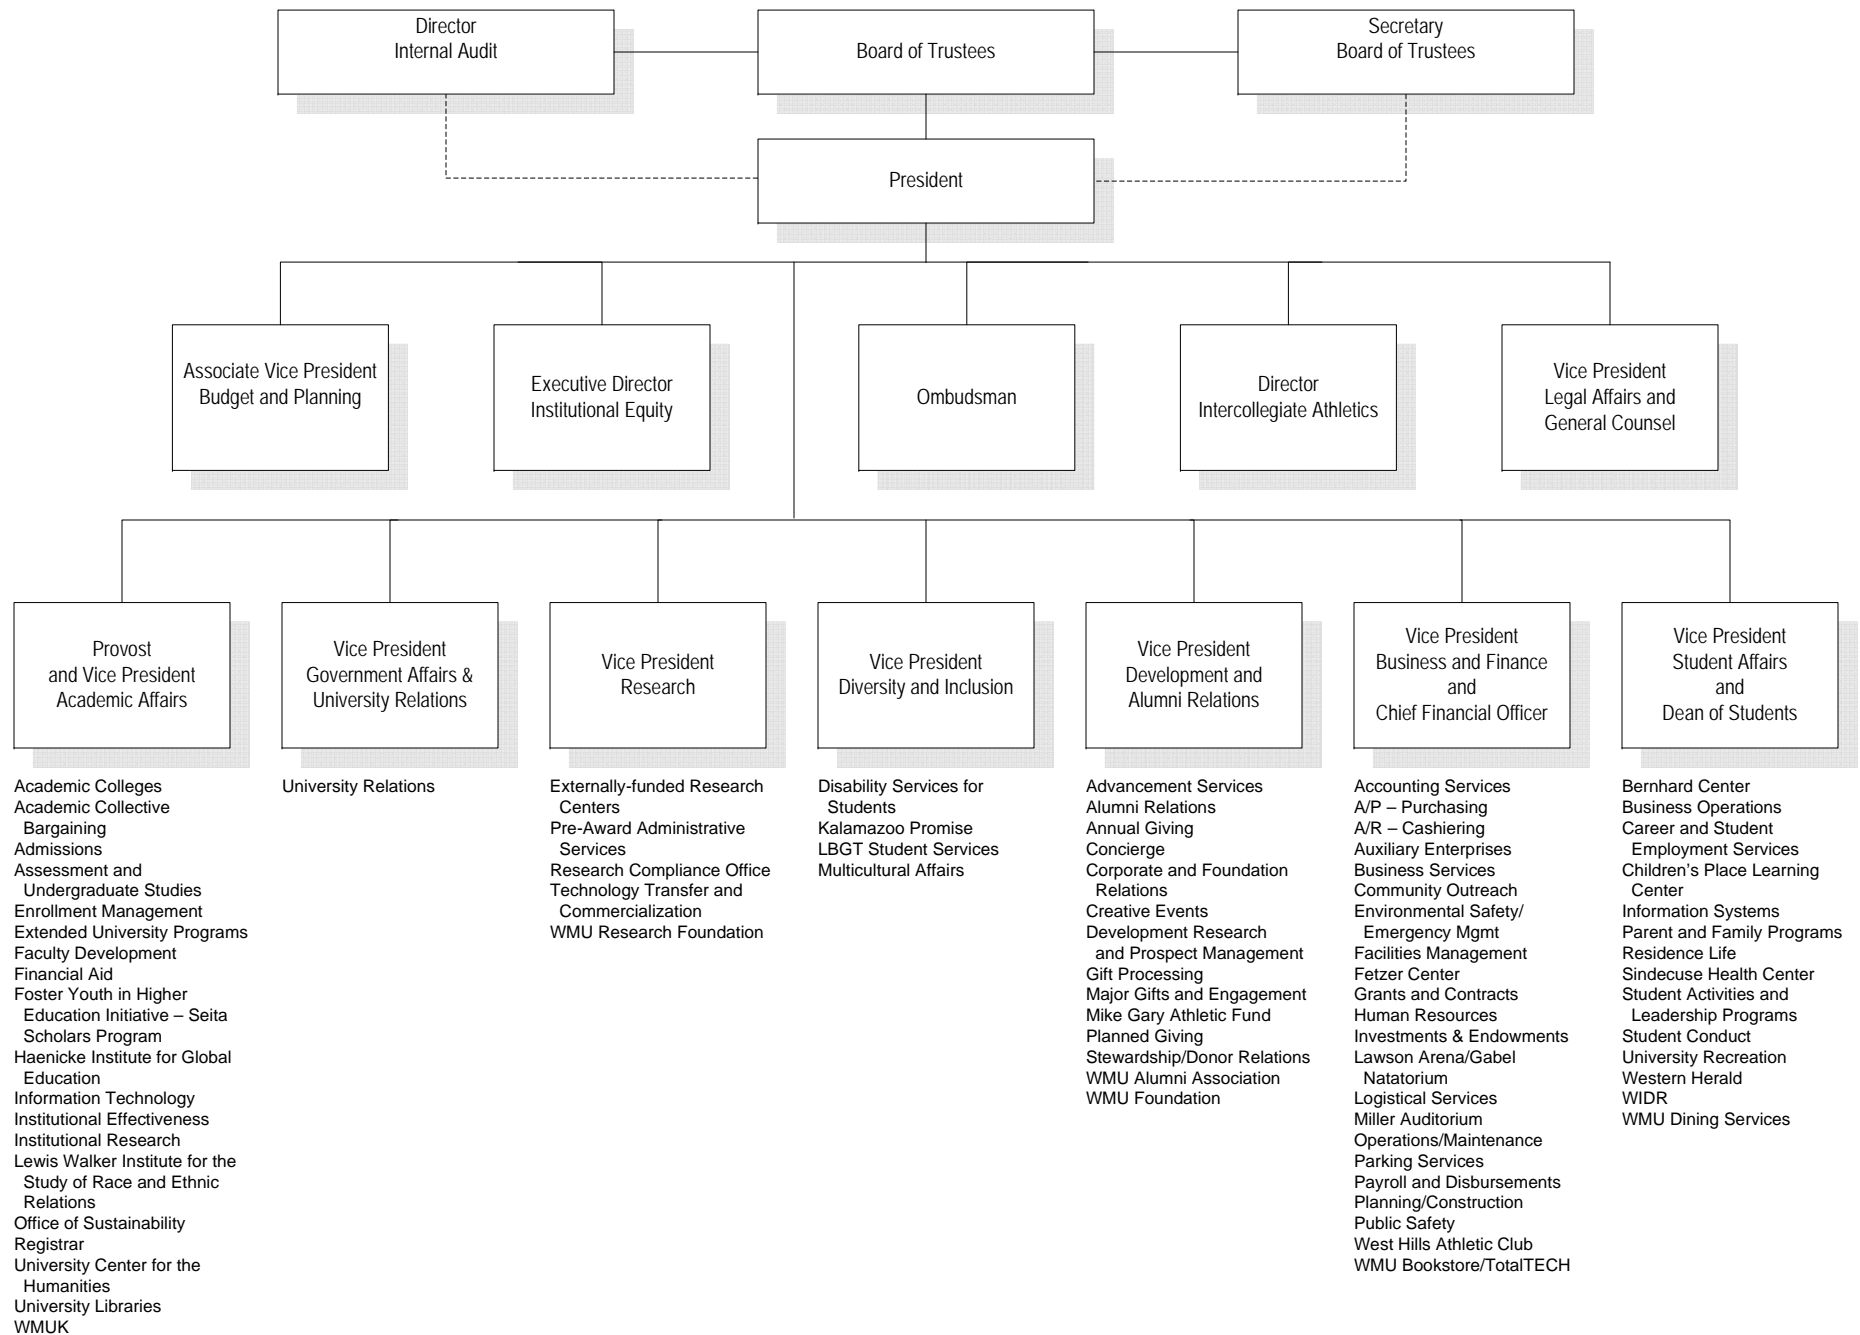 Director
Internal Audit
Board of Trustees
Secretary
Board of Trustees
President
Associate Vice President
Budget and Planning
Executive Director
Institutional Equity
Ombudsman
Director
Intercollegiate Athletics
Vice President
Legal Affairs and
General Counsel
Provost
and Vice President
Academic Affairs
Vice President
Government Affairs &
University Relations
Vice President
Research
Vice President
Diversity and Inclusion
Vice President
Development and
Alumni Relations
Vice President
Business and Finance
and
Chief Financial Officer
Vice President
Student Affairs
and
Dean of Students
Academic Colleges
Academic Collective
Bargaining
Admissions
Assessment and
Undergraduate Studies
Enrollment Management
Extended University Programs
Faculty Development
Financial Aid
Foster Youth in Higher
Education Initiative – Seita
Scholars Program
Haenicke Institute for Global
Education
Information Technology
Institutional Effectiveness
Institutional Research
Lewis Walker Institute for the
Study of Race and Ethnic
Relations
Office of Sustainability
Registrar
University Center for the
Humanities
University Libraries
WMUK
University Relations
Externally-funded Research
Centers
Pre-Award Administrative
Services
Research Compliance Office
Technology Transfer and
Commercialization
WMU Research Foundation
Disability Services for
Students
Kalamazoo Promise
LBGT Student Services
Multicultural Affairs
Advancement Services
Alumni Relations
Annual Giving
Concierge
Corporate and Foundation
Relations
Creative Events
Development Research
and Prospect Management
Gift Processing
Major Gifts and Engagement
Mike Gary Athletic Fund
Planned Giving
Stewardship/Donor Relations
WMU Alumni Association
WMU Foundation
Accounting Services
A/P – Purchasing
A/R – Cashiering
Auxiliary Enterprises
Business Services
Community Outreach
Environmental Safety/
Emergency Mgmt
Facilities Management
Fetzer Center
Grants and Contracts
Human Resources
Investments & Endowments
Lawson Arena/Gabel
Natatorium
Logistical Services
Miller Auditorium
Operations/Maintenance
Parking Services
Payroll and Disbursements
Planning/Construction
Public Safety
West Hills Athletic Club
WMU Bookstore/TotalTECH
Bernhard Center
Business Operations
Career and Student
Employment Services
Children's Place Learning
Center
Information Systems
Parent and Family Programs
Residence Life
Sindecuse Health Center
Student Activities and
Leadership Programs
Student Conduct
University Recreation
Western Herald
WIDR
WMU Dining Services